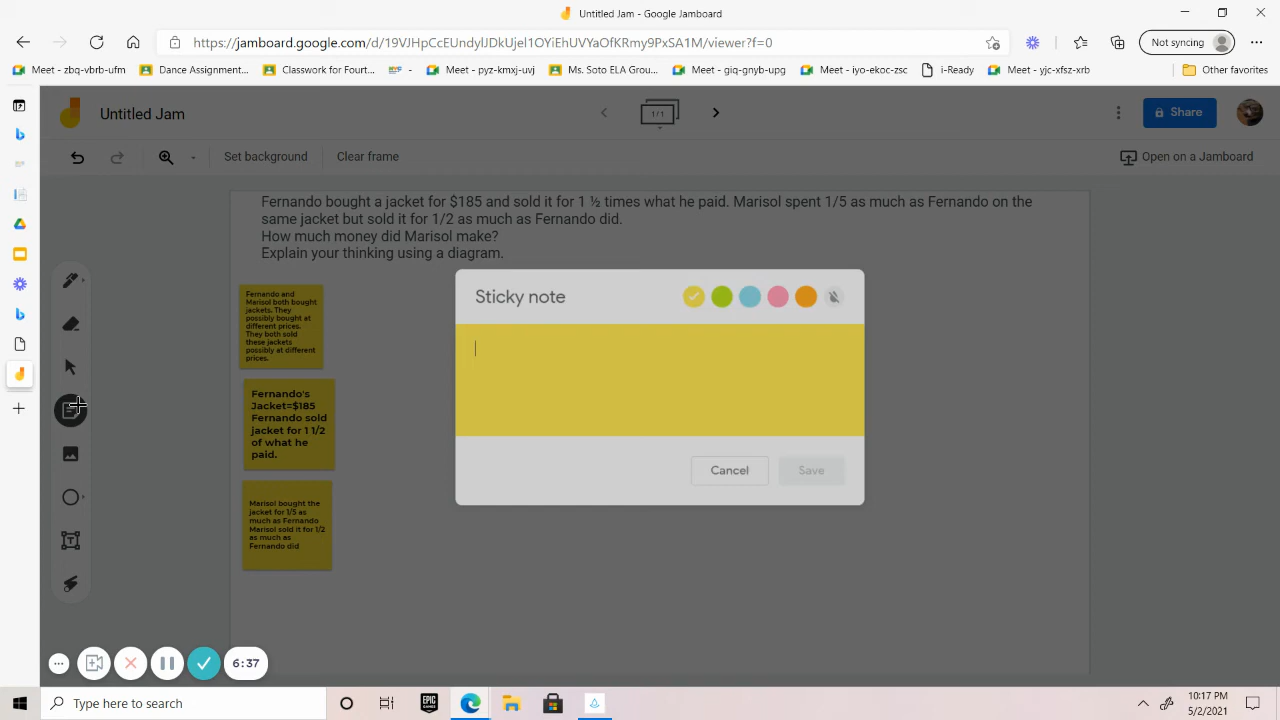 Untitled Jam - Google Jamboard
https://jamboard.google.com/d/19VJHpCcEUndylJDkUjel1OYiEhUVYaOfKRmy9PxSA1M/viewer?f=0
Not syncing
Meet - zbq-vbrb-ufm
Dance Assignment...
Classwork for Fourt...
Meet - pyz-kmxj-uvj
Ms. Soto ELA Grou...
Meet - giq-gnyb-upg
Meet - iyo-ekoc-zsc
i-Ready
Meet - yjc-xfsz-xrb
Other favorites
Untitled Jam
1/1
Share
Set background
Clear frame
Open on a Jamboard
Fernando bought a jacket for $185 and sold it for 1 ½ times what he paid. Marisol spent 1/5 as much as Fernando on the
same jacket but sold it for 1/2 as much as Fernando did.
How much money did Marisol make?
Explain your thinking using a diagram.
Fernando and
Marisol both bought
jackets. They
possibly bought at
different prices.
They both sold
these jackets
possibly at different
prices.
Fernando's
Jacket=$185
Fernando sold
jacket for 1 1/2
of what he
paid.
Marisol bought the
jacket for 1/5 as
much as Fernando
Marisol sold it for 1/2
as much as
Fernando did
Sticky note
Cancel
Save
6:37
Type here to search
EPIC
GAMES
10:17 PM
5/2/2021